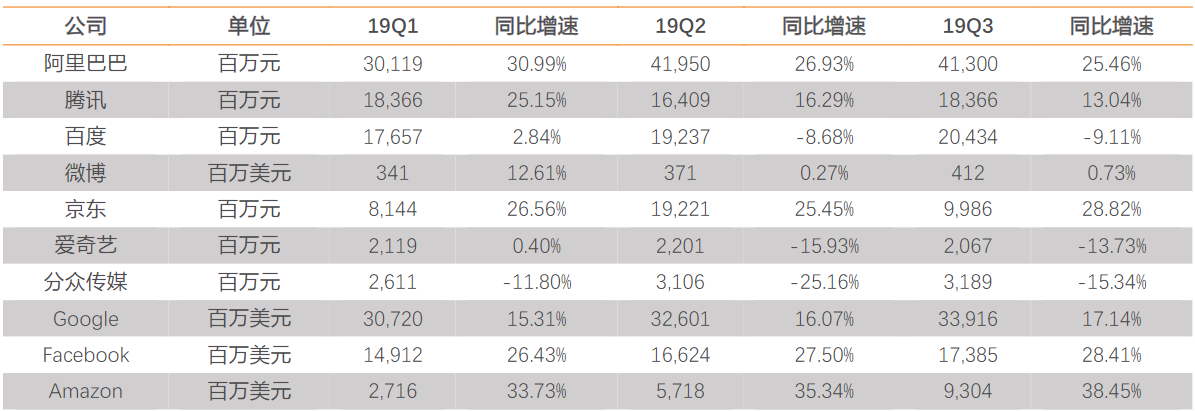 公司 单位 19Q1 同比增速 19Q2 同比增速 19Q3 同比增速
阿里巴巴 百万元 30,119 30.99% 41,950 26.93% 41,300 25.46%
腾讯 百万元 18,366 25.15% 16,409 16.29% 18,366 13.04%
百度 百万元 17,657 2.84% 19,237 -8.68% 20,434 -9.11%
微博 百万美元 341 12.61% 371 0.27% 412 0.73%
京东 百万元 8,144 26.56% 19,221 25.45% 9,986 28.82%
爱奇艺 百万元 2,119 0.40% 2,201 -15.93% 2,067 -13.73%
分众传媒 百万元 2,611 -11.80% 3,106 -25.16% 3,189 -15.34%
Google 百万美元 30,720 15.31% 32,601 16.07% 33,916 17.14%
Facebook 百万美元 14,912 26.43% 16,624 27.50% 17,385 28.41%
Amazon 百万美元 2,716 33.73% 5,718 35.34% 9,304 38.45%